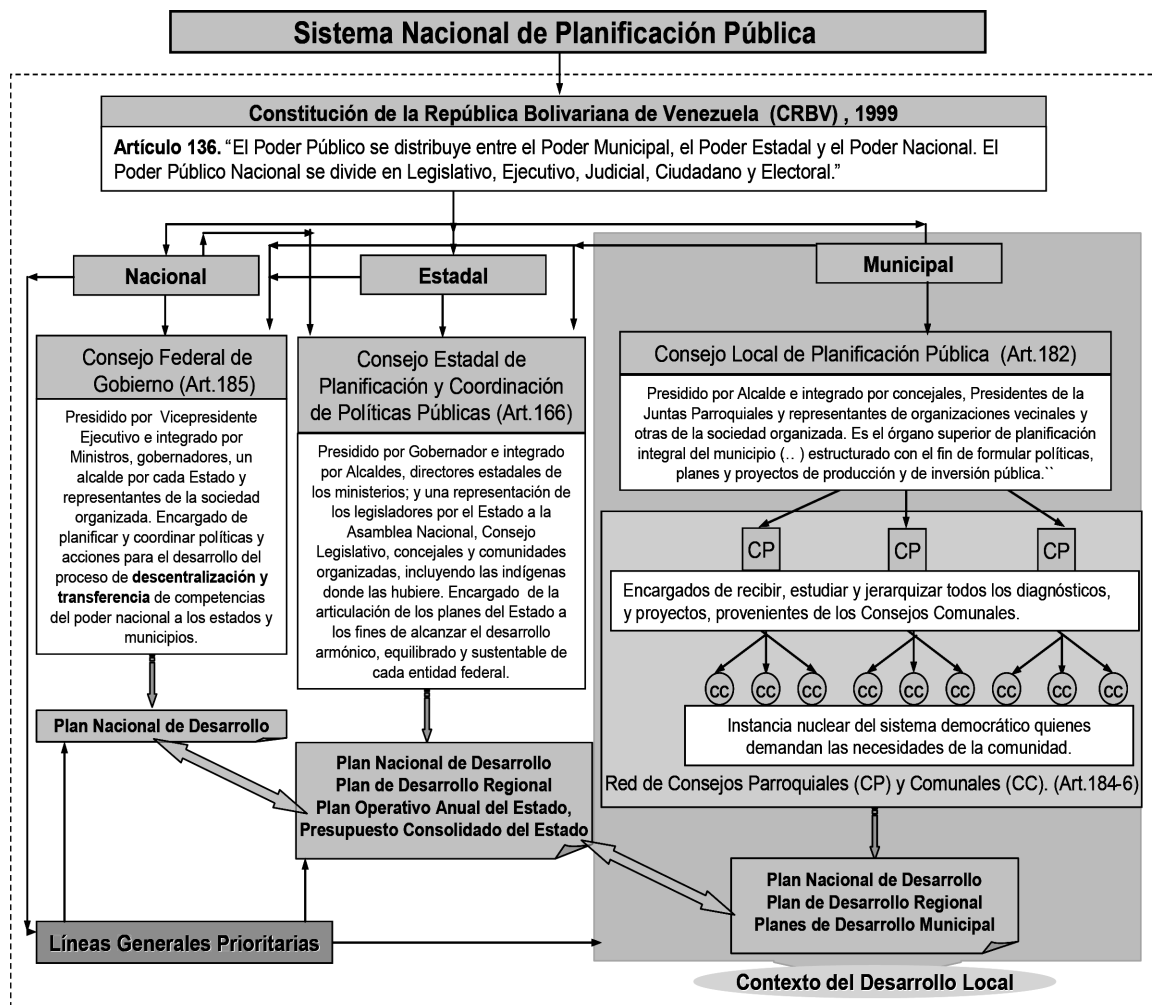 Sistema Nacional de Planificación Pública
Constitución de la República Bolivariana de Venezuela (CRBV) , 1999
Artículo 136. “El Poder Público se distribuye entre el Poder Municipal, el Poder Estadal y el Poder Nacional. El
Poder Público Nacional se divide en Legislativo, Ejecutivo, Judicial, Ciudadano y Electoral.”
Nacional
Estadal
Municipal
Consejo Federal de
Gobierno (Art.185)
Presidido por Vicepresidente
Ejecutivo e integrado por
Ministros, gobernadores, un
alcalde por cada Estado y
representantes de la sociedad
organizada. Encargado de
planificar y coordinar políticas y
acciones para el desarrollo del
proceso de descentralización y
transferencia de competencias
del poder nacional a los estados y
municipios.
Plan Nacional de Desarrollo
Consejo Estadal de
Planificación y Coordinación
de Políticas Públicas (Art.166)
Presidido por Gobernador e integrado
por Alcaldes, directores estadales de
los ministerios; y una representación de
los legisladores por el Estado a la
Asamblea Nacional, Consejo
Legislativo, concejales y comunidades
organizadas, incluyendo las indígenas
donde las hubiere. Encargado de la
articulación de los planes del Estado a
los fines de alcanzar el desarrollo
armónico, equilibrado y sustentable de
cada entidad federal.
Plan Nacional de Desarrollo
Plan de Desarrollo Regional
Plan Operativo Anual del Estado,
Presupuesto Consolidado del Estado
Consejo Local de Planificación Pública (Art.182)
Presidido por Alcalde e integrado por concejales, Presidentes de la
Juntas Parroquiales y representantes de organizaciones vecinales y
otras de la sociedad organizada. Es el órgano superior de planificación
integral del municipio (.. ) estructurado con el fin de formular políticas,
planes y proyectos de producción y de inversión pública.``
CP CP CP
Encargados de recibir, estudiar y jerarquizar todos los diagnósticos,
y proyectos, provenientes de los Consejos Comunales.
CC CC CC CC CC CC CC CC CC
Instancia nuclear del sistema democrático quienes
demandan las necesidades de la comunidad.
Red de Consejos Parroquiales (CP) y Comunales (CC). (Art.184-6)
Plan Nacional de Desarrollo
Plan de Desarrollo Regional
Planes de Desarrollo Municipal
Líneas Generales Prioritarias
Contexto del Desarrollo Local